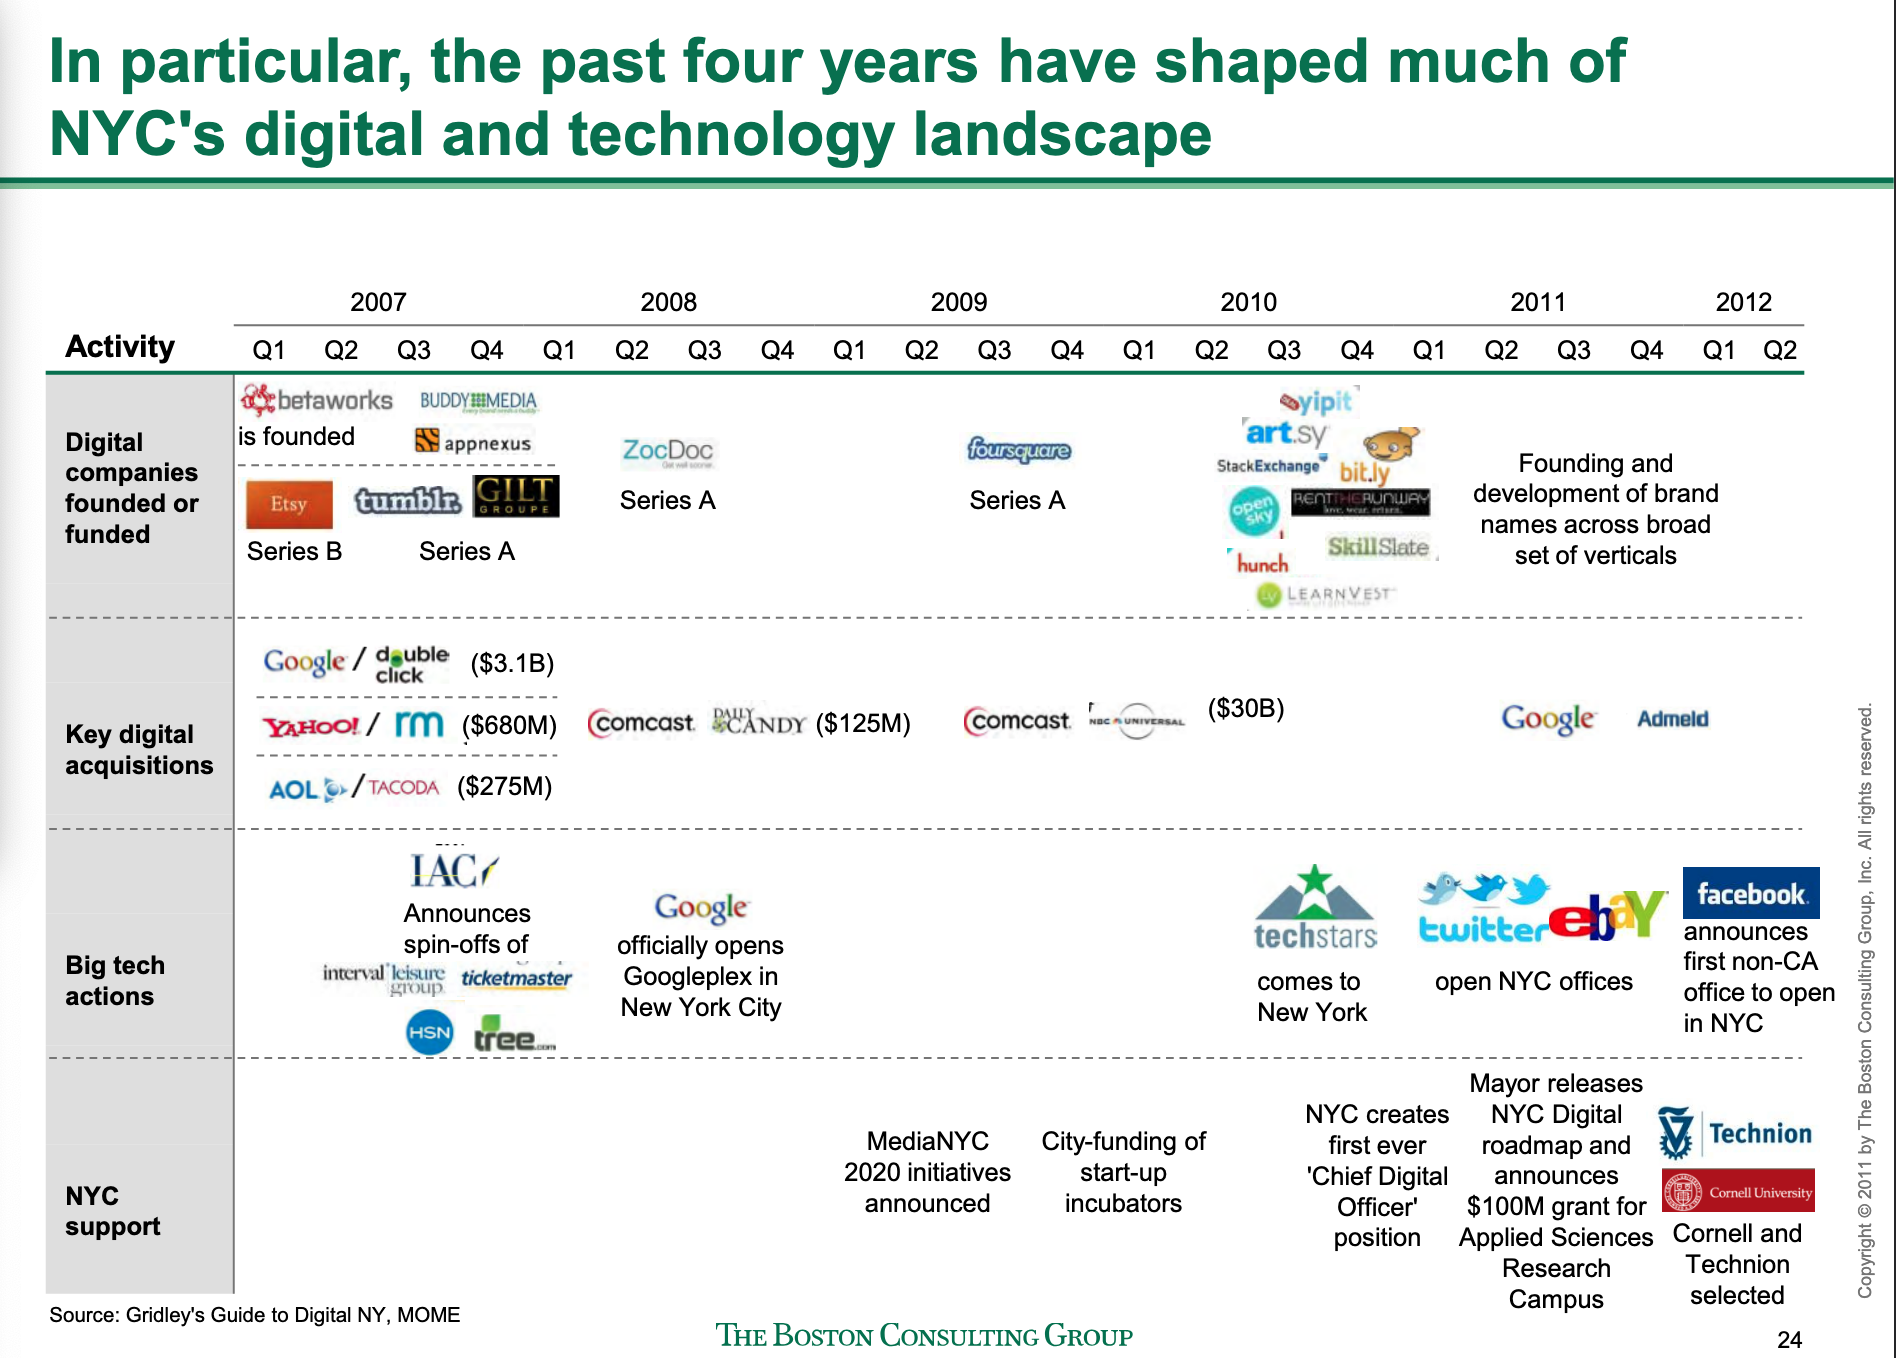 In particular, the past four years have shaped much of
NYC's digital and technology landscape
2007 2008 2009 2010 2011 2012
Activity Q1 Q2 Q3 Q4 Q1 Q2 Q3 Q4 Q1 Q2 Q3 Q4 Q1 Q2 Q3 Q4 Q1 Q2 Q3 Q4 Q1 Q2
Digital
companies
founded or
funded
betaworks
is founded
BUDDY MEDIA
appnexus
Etsy
Series B
tumblr.
GILT
GROUPE
Series A
ZocDoc
Series A
foursquare
Series A
yipit
art.sy
StackExchange
bit.ly
open
sky
RENTTHERUNWAY
love. wear. return.
hunch
SkillSlate
LEARNVEST
Founding and
development of brand
names across broad
set of verticals
Key digital
acquisitions
Google / double
click ($3.1B)
YAHOO! / rm ($680M)
AOL / TACODA ($275M)
comcast. DAILY
CANDY ($125M)
comcast. NBC UNIVERSAL ($30B)
Google Admeld
Big tech
actions
IAC
Announces
spin-offs of
interval leisure
group
ticketmaster
HSN
tree.com
Google
officially opens
Googleplex in
New York City
techstars
comes to
New York
twitter ebay
open NYC offices
facebook.
announces
first non-CA
office to open
in NYC
NYC
support
MediaNYC
2020 initiatives
announced
City-funding of
start-up
incubators
NYC creates
first ever
'Chief Digital
Officer'
position
Mayor releases
NYC Digital
roadmap and
announces
$100M grant for
Applied Sciences
Research
Campus
Technion
Cornell University
Cornell and
Technion
selected
Source: Gridley's Guide to Digital NY, MOME
THE BOSTON CONSULTING GROUP
24
Copyright © 2011 by The Boston Consulting Group, Inc. All rights reserved.